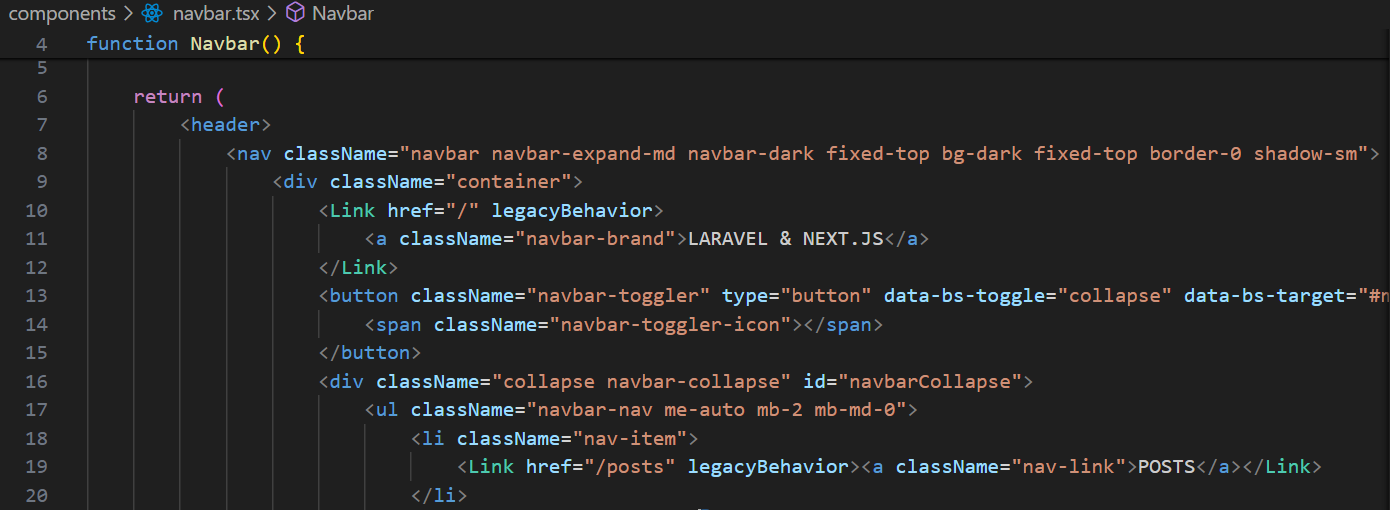 components > navbar.tsx > Navbar
4 function Navbar() {
5
6 return (
7 <header>
8 <nav className="navbar navbar-expand-md navbar-dark fixed-top bg-dark fixed-top border-0 shadow-sm">
9 <div className="container">
10 <Link href="/" legacyBehavior>
11 <a className="navbar-brand">LARAVEL & NEXT.JS</a>
12 </Link>
13 <button className="navbar-toggler" type="button" data-bs-toggle="collapse" data-bs-target="#n
14 <span className="navbar-toggler-icon"></span>
15 </button>
16 <div className="collapse navbar-collapse" id="navbarCollapse">
17 <ul className="navbar-nav me-auto mb-2 mb-md-0">
18 <li className="nav-item">
19 <Link href="/posts" legacyBehavior><a className="nav-link">POSTS</a></Link>
20 </li>